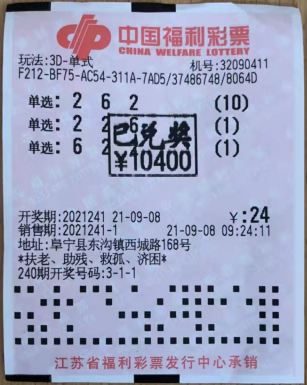 中国福利彩票
CHINA WELFARE LOTTERY
玩法:3D-单式 机号:32090411
F212-BF75-AC54-311A-7AD5/37486748/8064D
单选: 2 6 2 (10)
单选: 2 2 6 (1)
单选: 6 2 (1)
已兑奖
¥10400
开奖期:2021241 21-09-08 ¥:24
销售期:2021241-1 21-09-08 09:24:11
地址:阜宁县东沟镇西城路168号
*扶老、助残、救孤、济困*
240期开奖号码:3-1-1
江苏省福利彩票发行中心承销